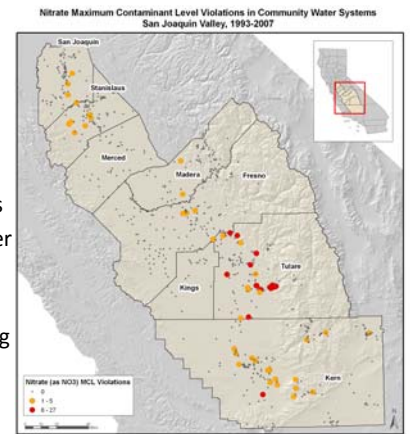 Nitrate Maximum Contaminant Level Violations in Community Water Systems
San Joaquin Valley, 1993-2007
San Joaquin
Stanislaus
Merced
Madera
Fresno
s
er
Tulare
Kings
g
Kern
Nitrate (as NO3) MCL Violations
0
1 - 5
6 - 27
N